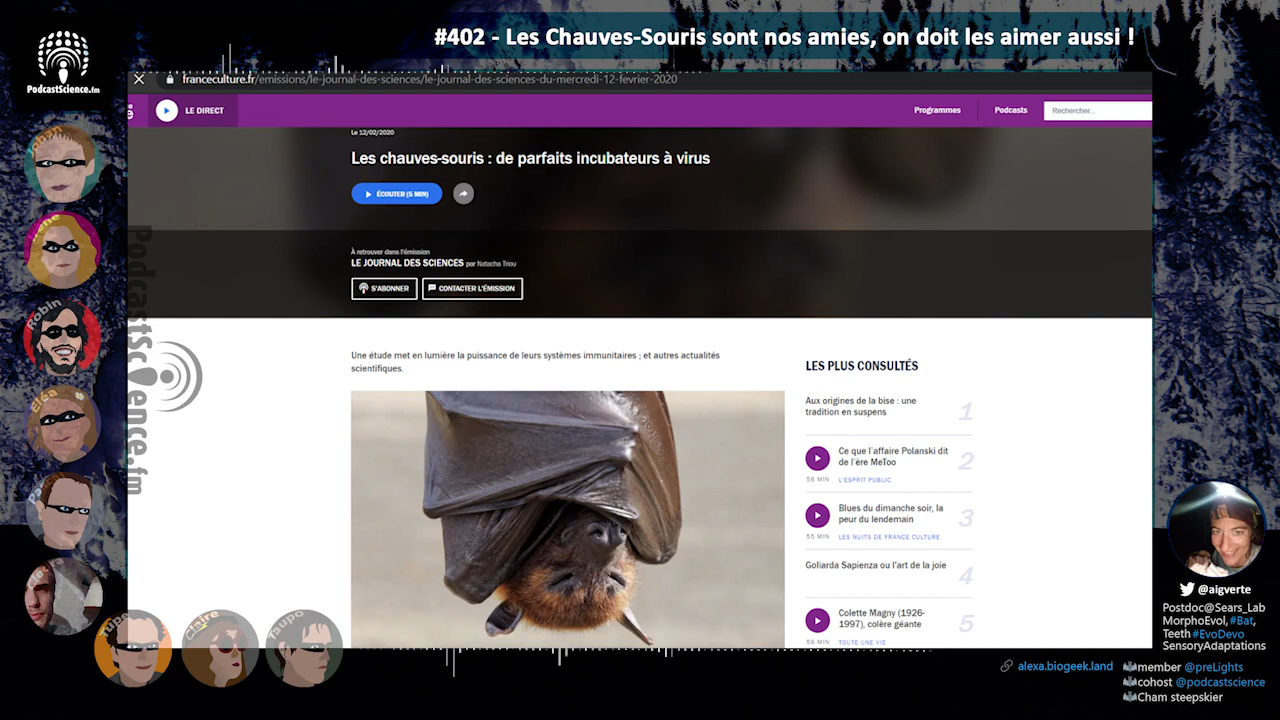 #402 - Les Chauves-Souris sont nos amies, on doit les aimer aussi !
PodcastScience.fm
franceculture.fr/emissions/le-journal-des-sciences/le-journal-des-sciences-du-mercredi-12-fevrier-2020
LE DIRECT
Programmes
Podcasts
Rechercher...
Le 12/02/2020
Les chauves-souris : de parfaits incubateurs à virus
ÉCOUTER (5 MIN)
À retrouver dans l'émission
LE JOURNAL DES SCIENCES par Natacha Triou
S'ABONNER
CONTACTER L'ÉMISSION
Une étude met en lumière la puissance de leurs systèmes immunitaires ; et autres actualités
scientifiques.
LES PLUS CONSULTÉS
Aux origines de la bise : une
tradition en suspens
1
Ce que l'affaire Polanski dit
de l'ère MeToo
2
58 MIN
L'ESPRIT PUBLIC
Blues du dimanche soir, la
peur du lendemain
3
55 MIN
LES NUITS DE FRANCE CULTURE
Goliarda Sapienza ou l'art de la joie
4
Colette Magny (1926-
1997), colère géante
5
58 MIN
TOUTE UNE VIE
Robin
Eléa
Claire
Taupo
@aigverte
Postdoc@Sears_Lab
MorphoEvol, #Bat,
Teeth #EvoDevo
SensoryAdaptations
alexa.biogeek.land
member @preLights
cohost @podcastscience
Cham steepskier